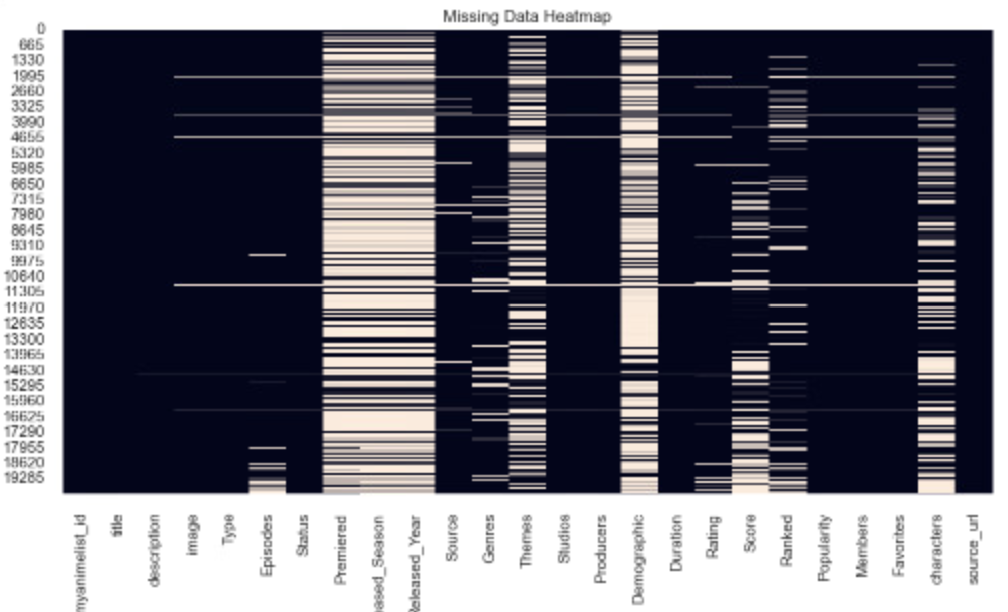 Missing Data Heatmap
0
665
1330
1995
2660
3325
3990
4655
5320
5985
6650
7315
7980
8645
9310
9975
10640
11305
11970
12635
13300
13965
14630
15295
15960
16625
17290
17955
18620
19285
myanimelist_id
title
description
image
Type
Episodes
Status
Premiered
eased_Season
Released_Year
Source
Genres
Themes
Studios
Producers
Demographic
Duration
Rating
Score
Ranked
Popularity
Members
Favorites
characters
source_url